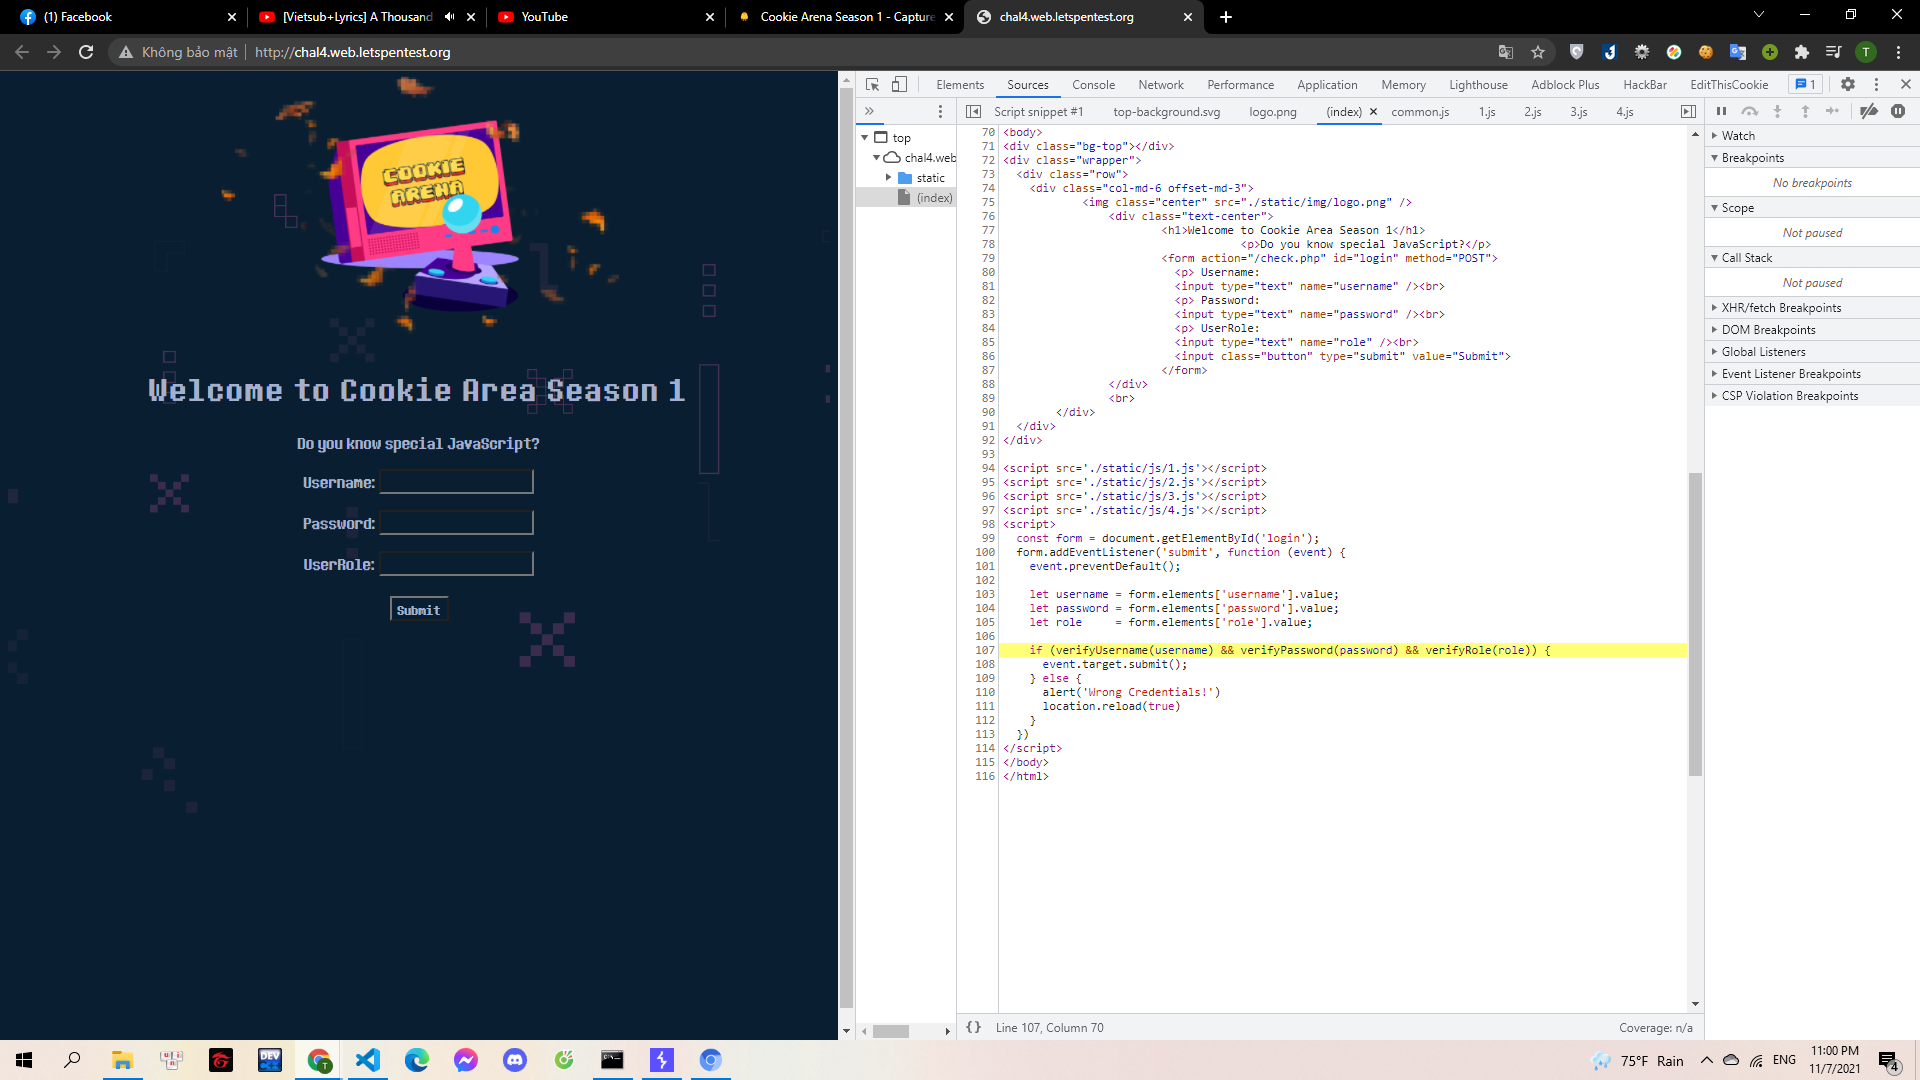 (1) Facebook
[Vietsub+Lyrics] A Thousand
YouTube
Cookie Arena Season 1 - Capture
chal4.web.letspentest.org
Không bảo mật
http://chal4.web.letspentest.org
T
COOKIE
ARENA
Welcome to Cookie Area Season 1
Do you know special JavaScript?
Username:
Password:
UserRole:
Submit
Elements Sources Console Network Performance Application Memory Lighthouse Adblock Plus HackBar EditThisCookie 1
Script snippet #1 top-background.svg logo.png (index) common.js 1.js 2.js 3.js 4.js
top
chal4.web
static
(index)
70 <body>
71 <div class="bg-top"></div>
72 <div class="wrapper">
73 <div class="row">
74 <div class="col-md-6 offset-md-3">
75 <img class="center" src="./static/img/logo.png" />
76 <div class="text-center">
77 <h1>Welcome to Cookie Area Season 1</h1>
78 <p>Do you know special JavaScript?</p>
79 <form action="/check.php" id="login" method="POST">
80 <p> Username:
81 <input type="text" name="username" /><br>
82 <p> Password:
83 <input type="text" name="password" /><br>
84 <p> UserRole:
85 <input type="text" name="role" /><br>
86 <input class="button" type="submit" value="Submit">
87 </form>
88 </div>
89 <br>
90 </div>
91 </div>
92 </div>
93
94 <script src='./static/js/1.js'></script>
95 <script src='./static/js/2.js'></script>
96 <script src='./static/js/3.js'></script>
97 <script src='./static/js/4.js'></script>
98 <script>
99 const form = document.getElementById('login');
100 form.addEventListener('submit', function (event) {
101 event.preventDefault();
102
103 let username = form.elements['username'].value;
104 let password = form.elements['password'].value;
105 let role = form.elements['role'].value;
106
107 if (verifyUsername(username) && verifyPassword(password) && verifyRole(role)) {
108 event.target.submit();
109 } else {
110 alert('Wrong Credentials!')
111 location.reload(true)
112 }
113 })
114 </script>
115 </body>
116 </html>
{} Line 107, Column 70
Coverage: n/a
Watch
Breakpoints
No breakpoints
Scope
Not paused
Call Stack
Not paused
XHR/fetch Breakpoints
DOM Breakpoints
Global Listeners
Event Listener Breakpoints
CSP Violation Breakpoints
DEV
75°F Rain
ENG
11:00 PM
11/7/2021
4